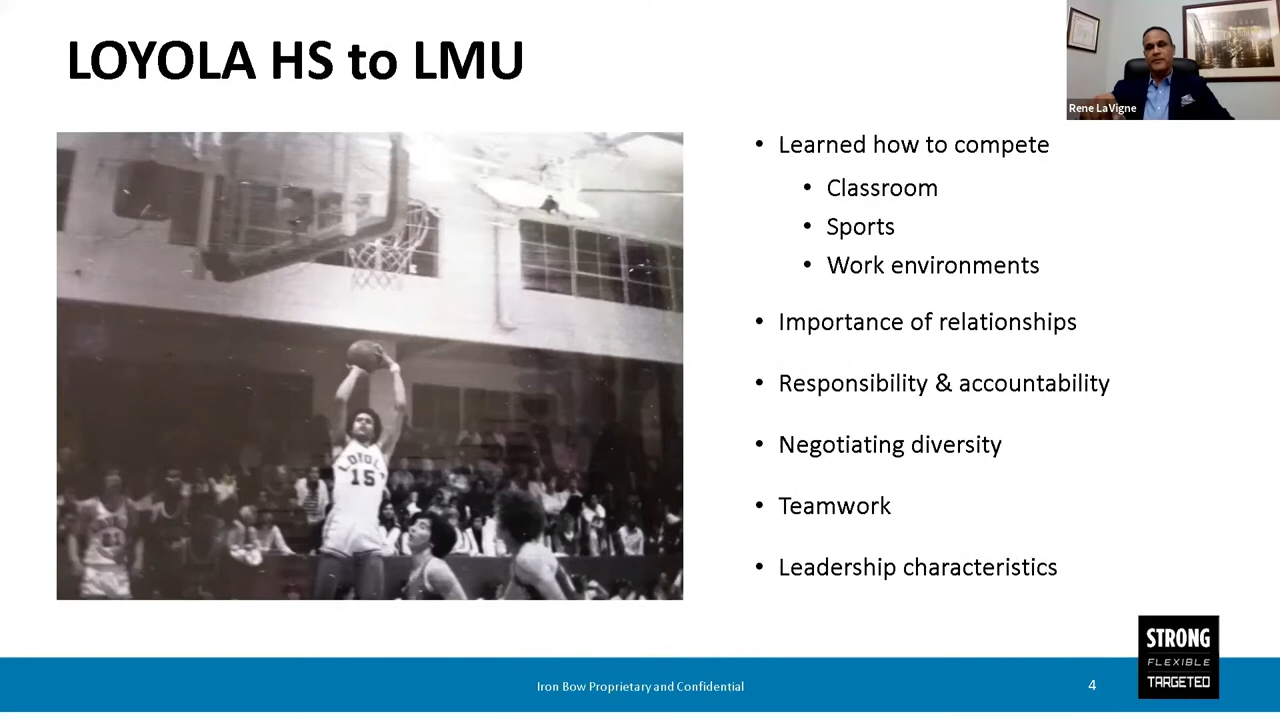 LOYOLA HS to LMU
Rene LaVigne
• Learned how to compete
• Classroom
• Sports
• Work environments
• Importance of relationships
• Responsibility & accountability
• Negotiating diversity
• Teamwork
• Leadership characteristics
LOYOLA
15
Iron Bow Proprietary and Confidential
4
STRONG
FLEXIBLE
TARGETED